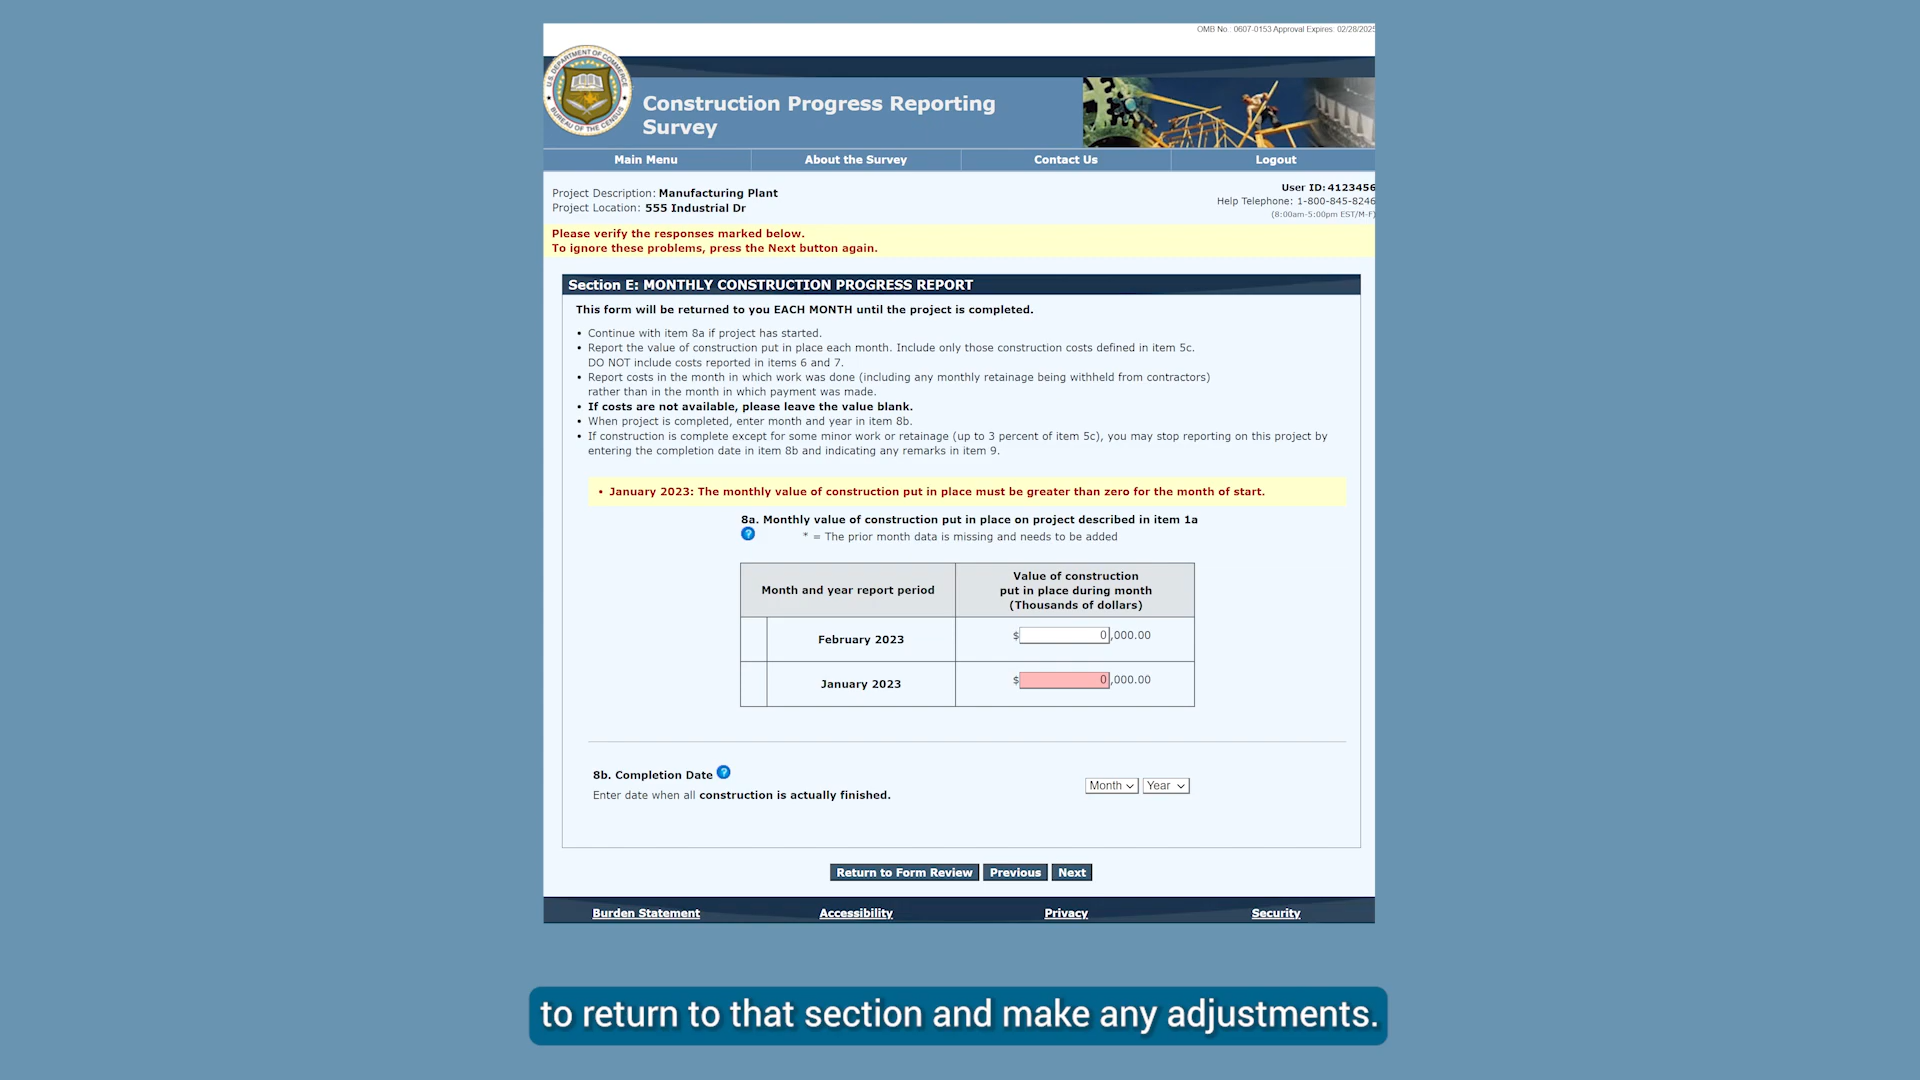 OMB No.: 0607-0153 Approval Expires: 02/28/2025
U.S. DEPARTMENT OF COMMERCE
BUREAU OF THE CENSUS
Construction Progress Reporting
Survey
Main Menu
About the Survey
Contact Us
Logout
Project Description: Manufacturing Plant
Project Location: 555 Industrial Dr
User ID: 4123456
Help Telephone: 1-800-845-8246
(8:00am-5:00pm EST/M-F)
Please verify the responses marked below.
To ignore these problems, press the Next button again.
Section E: MONTHLY CONSTRUCTION PROGRESS REPORT
This form will be returned to you EACH MONTH until the project is completed.
• Continue with item 8a if project has started.
• Report the value of construction put in place each month. Include only those construction costs defined in item 5c.
DO NOT include costs reported in items 6 and 7.
• Report costs in the month in which work was done (including any monthly retainage being withheld from contractors)
rather than in the month in which payment was made.
• If costs are not available, please leave the value blank.
• When project is completed, enter month and year in item 8b.
• If construction is complete except for some minor work or retainage (up to 3 percent of item 5c), you may stop reporting on this project by
entering the completion date in item 8b and indicating any remarks in item 9.
• January 2023: The monthly value of construction put in place must be greater than zero for the month of start.
8a. Monthly value of construction put in place on project described in item 1a
? * = The prior month data is missing and needs to be added
Month and year report period
Value of construction
put in place during month
(Thousands of dollars)
February 2023
$ 0 ,000.00
January 2023
$ 0 ,000.00
8b. Completion Date ?
Enter date when all construction is actually finished.
Month
Year
Return to Form Review
Previous
Next
Burden Statement
Accessibility
Privacy
Security
to return to that section and make any adjustments.